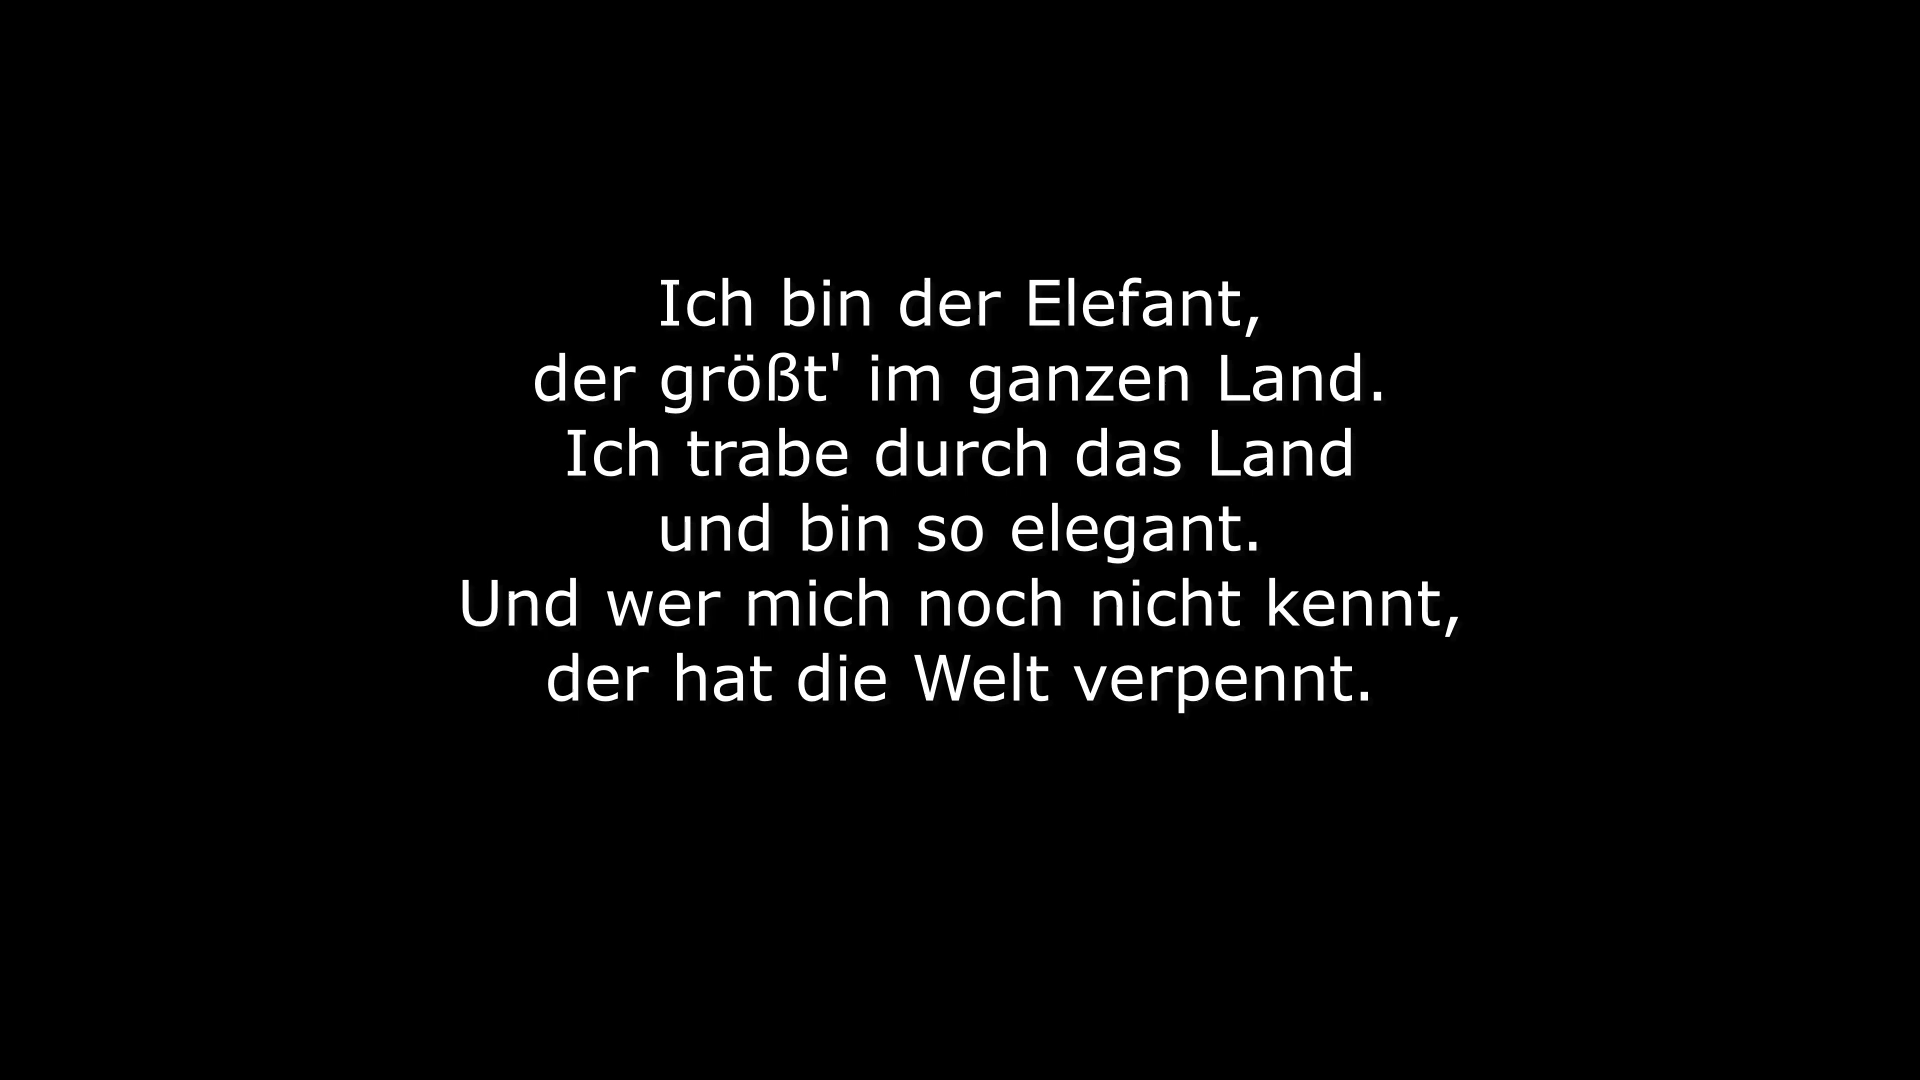 Ich bin der Elefant,
der größt' im ganzen Land.
Ich trabe durch das Land
und bin so elegant.
Und wer mich noch nicht kennt,
der hat die Welt verpennt.